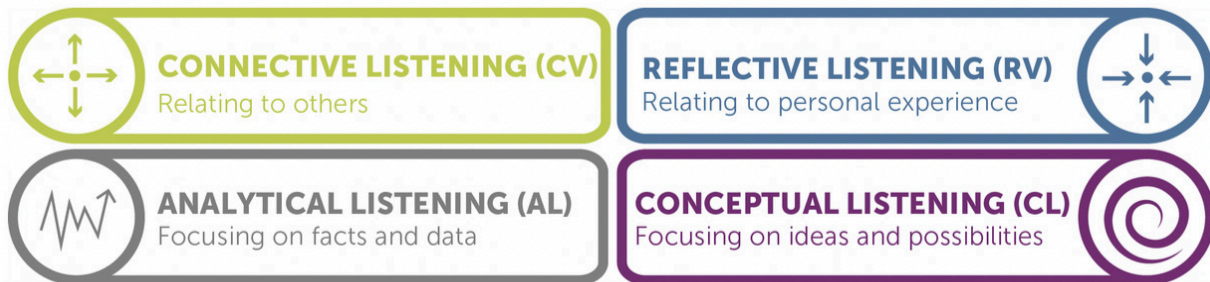 CONNECTIVE LISTENING (CV)
Relating to others
REFLECTIVE LISTENING (RV)
Relating to personal experience
ANALYTICAL LISTENING (AL)
Focusing on facts and data
CONCEPTUAL LISTENING (CL)
Focusing on ideas and possibilities